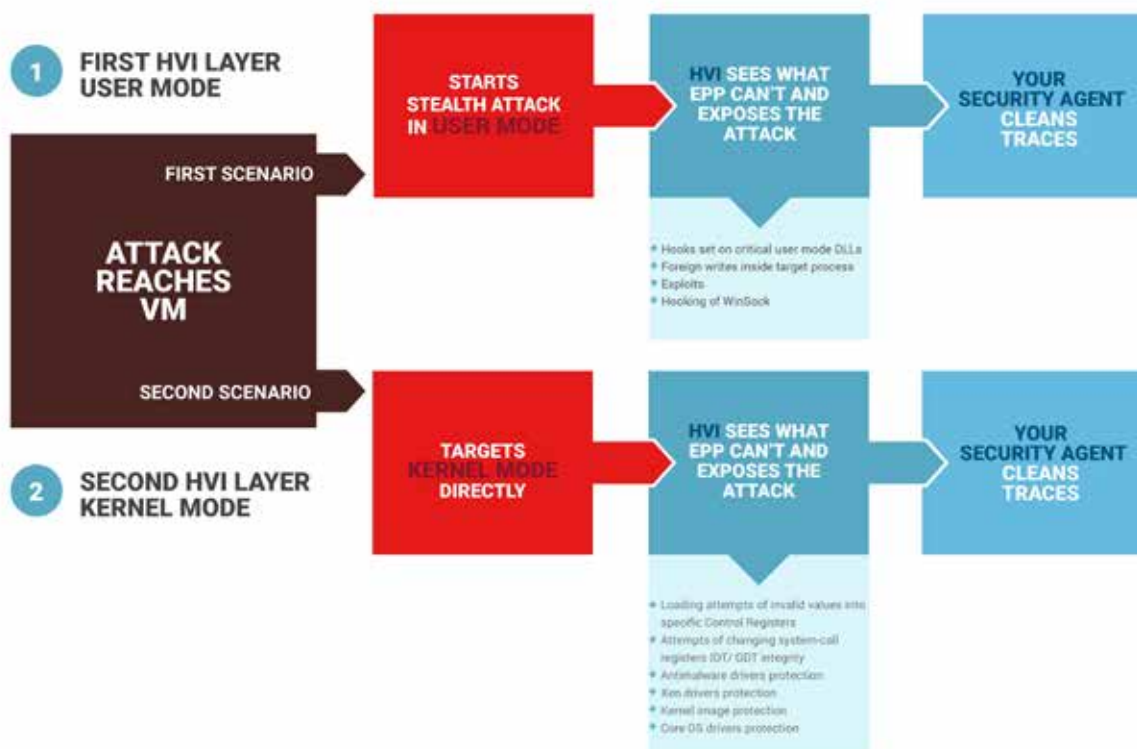 1
FIRST HVI LAYER
USER MODE
ATTACK
REACHES
VM
FIRST SCENARIO
SECOND SCENARIO
2
SECOND HVI LAYER
KERNEL MODE
STARTS
STEALTH ATTACK
IN USER MODE
HVI SEES WHAT
EPP CAN'T AND
EXPOSES THE
ATTACK
Hooks set on critical user mode DLLs
Foreign writes inside target process
Exploits
Hooking of WinSock
YOUR
SECURITY AGENT
CLEANS
TRACES
TARGETS
KERNEL MODE
DIRECTLY
HVI SEES WHAT
EPP CAN'T AND
EXPOSES THE
ATTACK
Loading attempts of invalid values into
specific Control Registers
Attempts of changing system-call
registers IDT/ GDT integrity
Antimalware drivers protection
Xen drivers protection
Kernel image protection
Core OS drivers protection
YOUR
SECURITY AGENT
CLEANS
TRACES